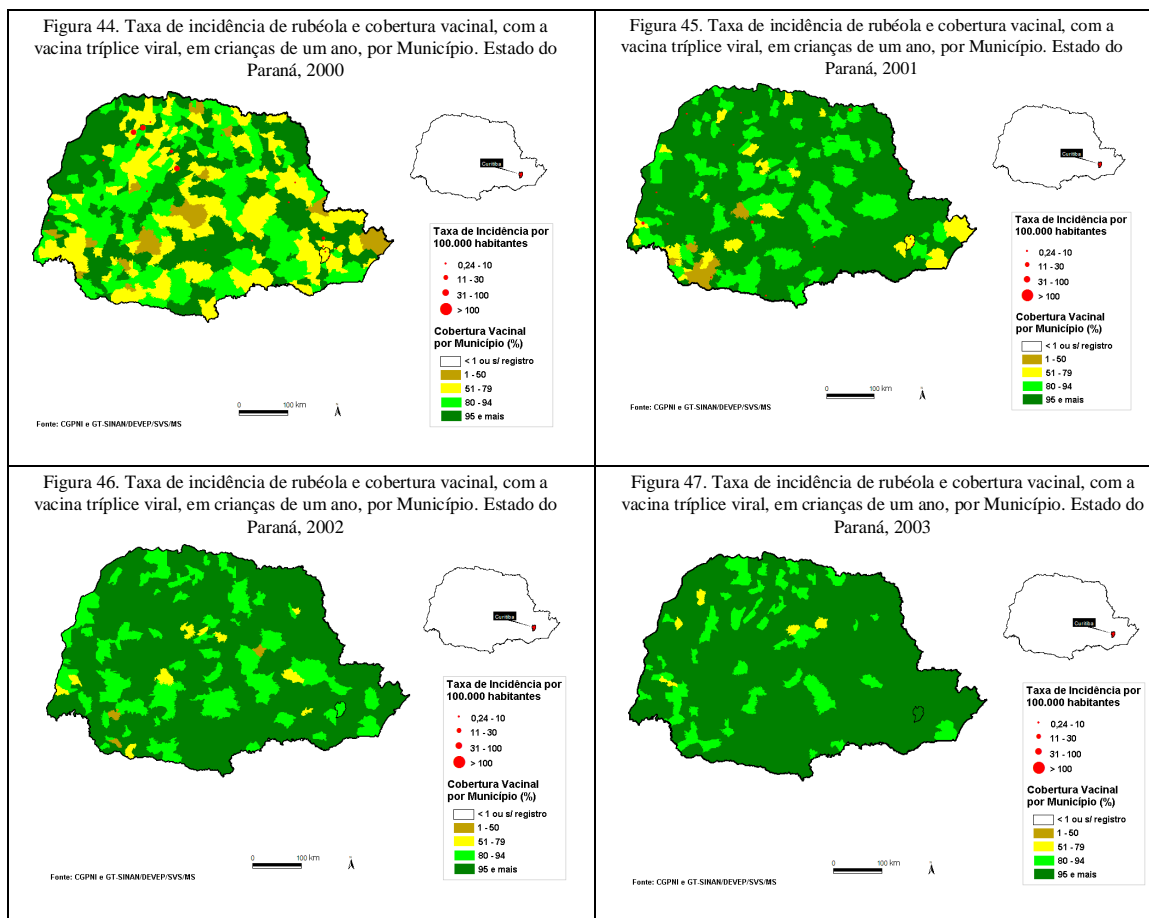 Figura 44. Taxa de incidência de rubéola e cobertura vacinal, com a
vacina tríplice viral, em crianças de um ano, por Município. Estado do
Paraná, 2000
Curitiba
Taxa de Incidência por
100.000 habitantes
0,24 - 10
11 - 30
31 - 100
> 100
Cobertura Vacinal
por Município (%)
< 1 ou s/ registro
1 - 50
51 - 79
80 - 94
95 e mais
0 100 km
N
Fonte: CGPNI e GT-SINAN/DEVEP/SVS/MS
Figura 45. Taxa de incidência de rubéola e cobertura vacinal, com a
vacina tríplice viral, em crianças de um ano, por Município. Estado do
Paraná, 2001
Curitiba
Taxa de Incidência por
100.000 habitantes
0,24 - 10
11 - 30
31 - 100
> 100
Cobertura Vacinal
por Município (%)
< 1 ou s/ registro
1 - 50
51 - 79
80 - 94
95 e mais
0 100 km
N
Fonte: CGPNI e GT-SINAN/DEVEP/SVS/MS
Figura 46. Taxa de incidência de rubéola e cobertura vacinal, com a
vacina tríplice viral, em crianças de um ano, por Município. Estado do
Paraná, 2002
Curitiba
Taxa de Incidência por
100.000 habitantes
0,24 - 10
11 - 30
31 - 100
> 100
Cobertura Vacinal
por Município (%)
< 1 ou s/ registro
1 - 50
51 - 79
80 - 94
95 e mais
0 100 km
N
Fonte: CGPNI e GT-SINAN/DEVEP/SVS/MS
Figura 47. Taxa de incidência de rubéola e cobertura vacinal, com a
vacina tríplice viral, em crianças de um ano, por Município. Estado do
Paraná, 2003
Curitiba
Taxa de Incidência por
100.000 habitantes
0,24 - 10
11 - 30
31 - 100
> 100
Cobertura Vacinal
por Município (%)
< 1 ou s/ registro
1 - 50
51 - 79
80 - 94
95 e mais
0 100 km
N
Fonte: CGPNI e GT-SINAN/DEVEP/SVS/MS